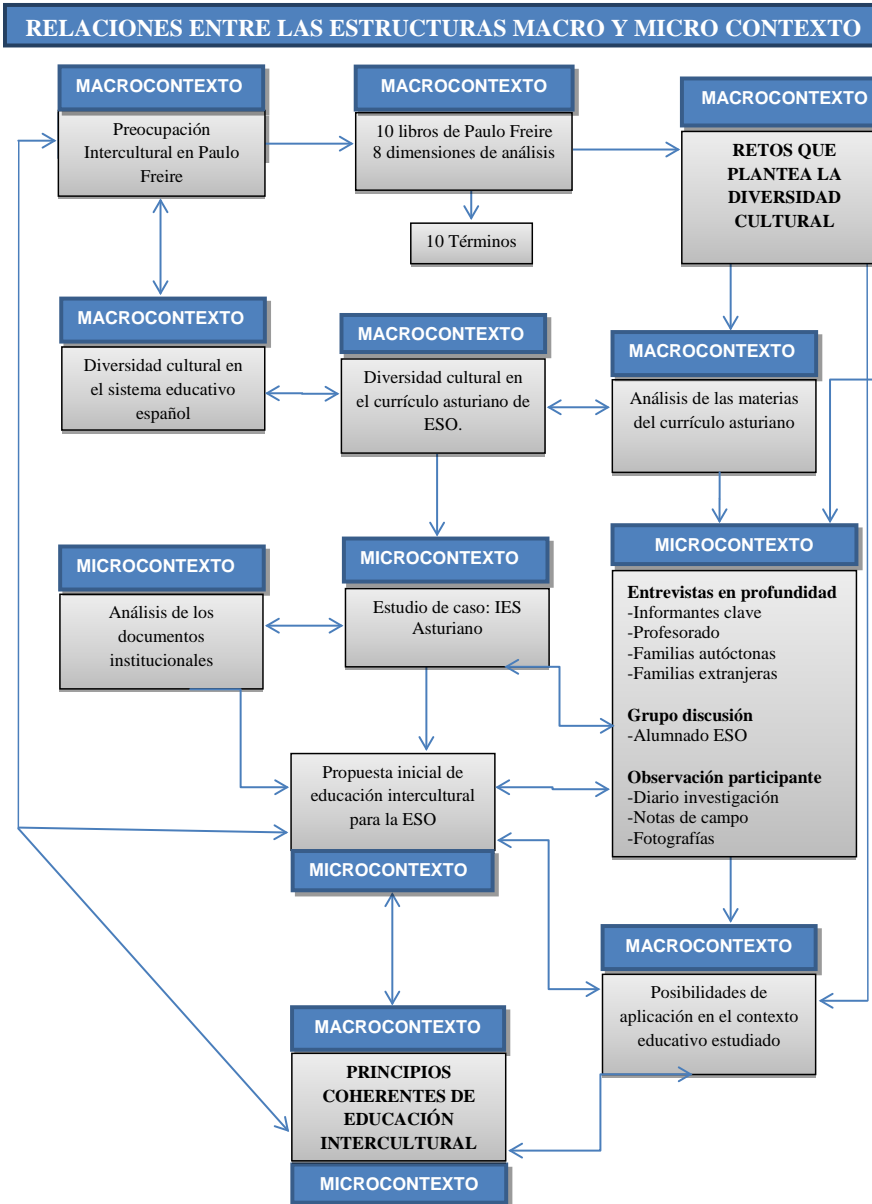 RELACIONES ENTRE LAS ESTRUCTURAS MACRO Y MICRO CONTEXTO
MACROCONTEXTO
Preocupación
Intercultural en Paulo
Freire
MACROCONTEXTO
10 libros de Paulo Freire
8 dimensiones de análisis
10 Términos
MACROCONTEXTO
RETOS QUE
PLANTEA LA
DIVERSIDAD
CULTURAL
MACROCONTEXTO
Diversidad cultural en
el sistema educativo
español
MACROCONTEXTO
Diversidad cultural en
el currículo asturiano de
ESO.
MACROCONTEXTO
Análisis de las materias
del currículo asturiano
MICROCONTEXTO
Análisis de los
documentos
institucionales
MICROCONTEXTO
Estudio de caso: IES
Asturiano
MICROCONTEXTO
Entrevistas en profundidad
-Informantes clave
-Profesorado
-Familias autóctonas
-Familias extranjeras
Grupo discusión
-Alumnado ESO
Observación participante
-Diario investigación
-Notas de campo
-Fotografías
Propuesta inicial de
educación intercultural
para la ESO
MICROCONTEXTO
MACROCONTEXTO
Posibilidades de
aplicación en el contexto
educativo estudiado
MACROCONTEXTO
PRINCIPIOS
COHERENTES DE
EDUCACIÓN
INTERCULTURAL
MICROCONTEXTO